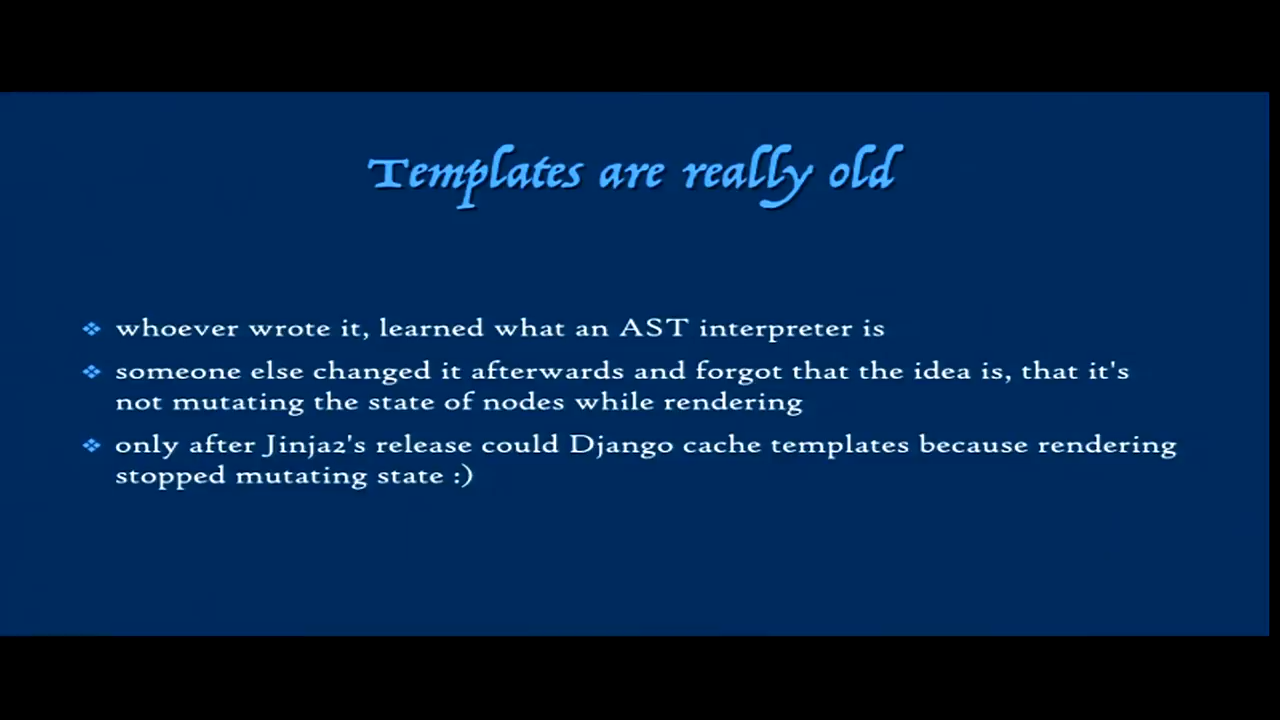 Templates are really old
whoever wrote it, learned what an AST interpreter is
someone else changed it afterwards and forgot that the idea is, that it's
not mutating the state of nodes while rendering
only after Jinja2's release could Django cache templates because rendering
stopped mutating state :)